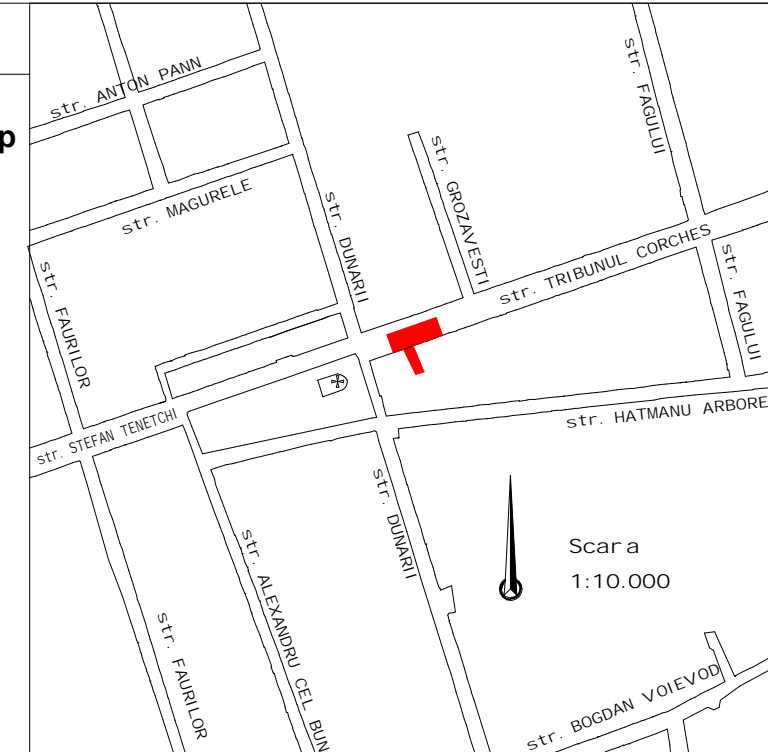 str. ANTON PANN
p
str. FAGULUI
str. GROZAVESTI
str. MAGURELE
str. DUNARII
str. TRIBUNUL CORCHES
str. FAURILOR
str. FAGULUI
str. STEFAN TENETCHI
str. HATMANU ARBORE
str. DUNARII
str. ALEXANDRU CEL BUN
Scara
1:10.000
str. FAURILOR
str. BOGDAN VOIEVOD